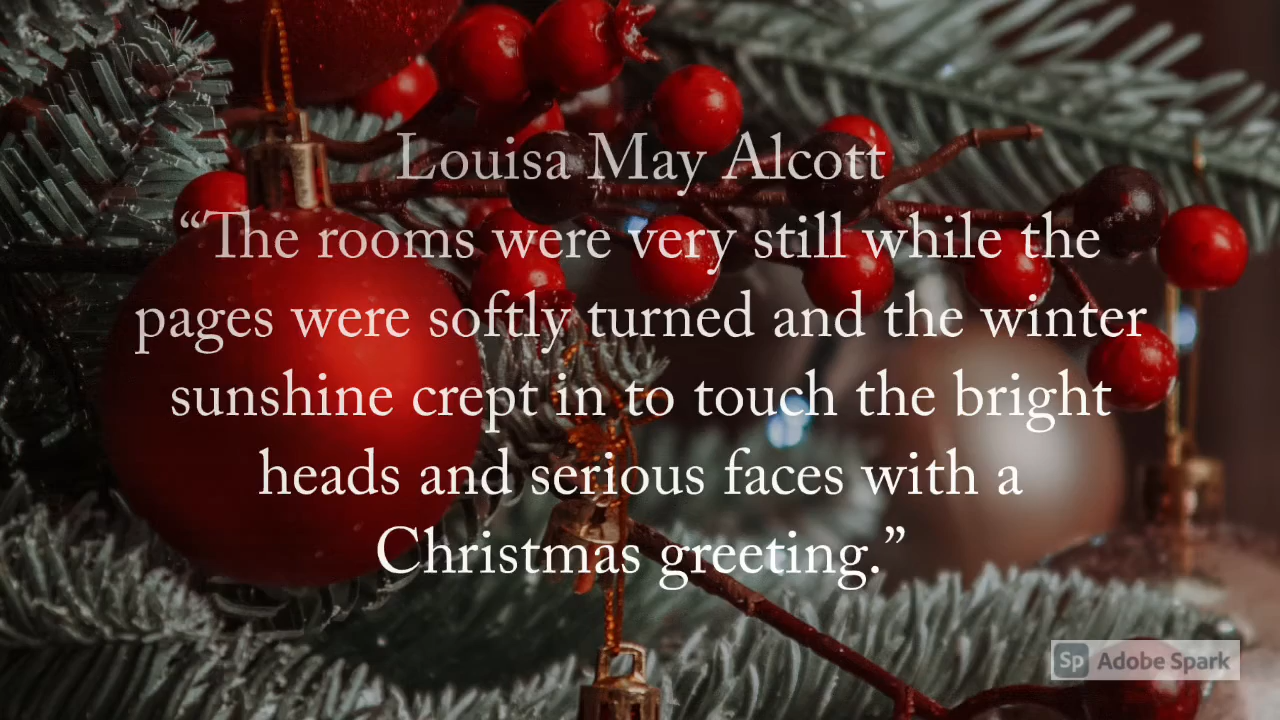 Louisa May Alcott
“The rooms were very still while the
pages were softly turned and the winter
sunshine crept in to touch the bright
heads and serious faces with a
Christmas greeting.”
Sp Adobe Spark